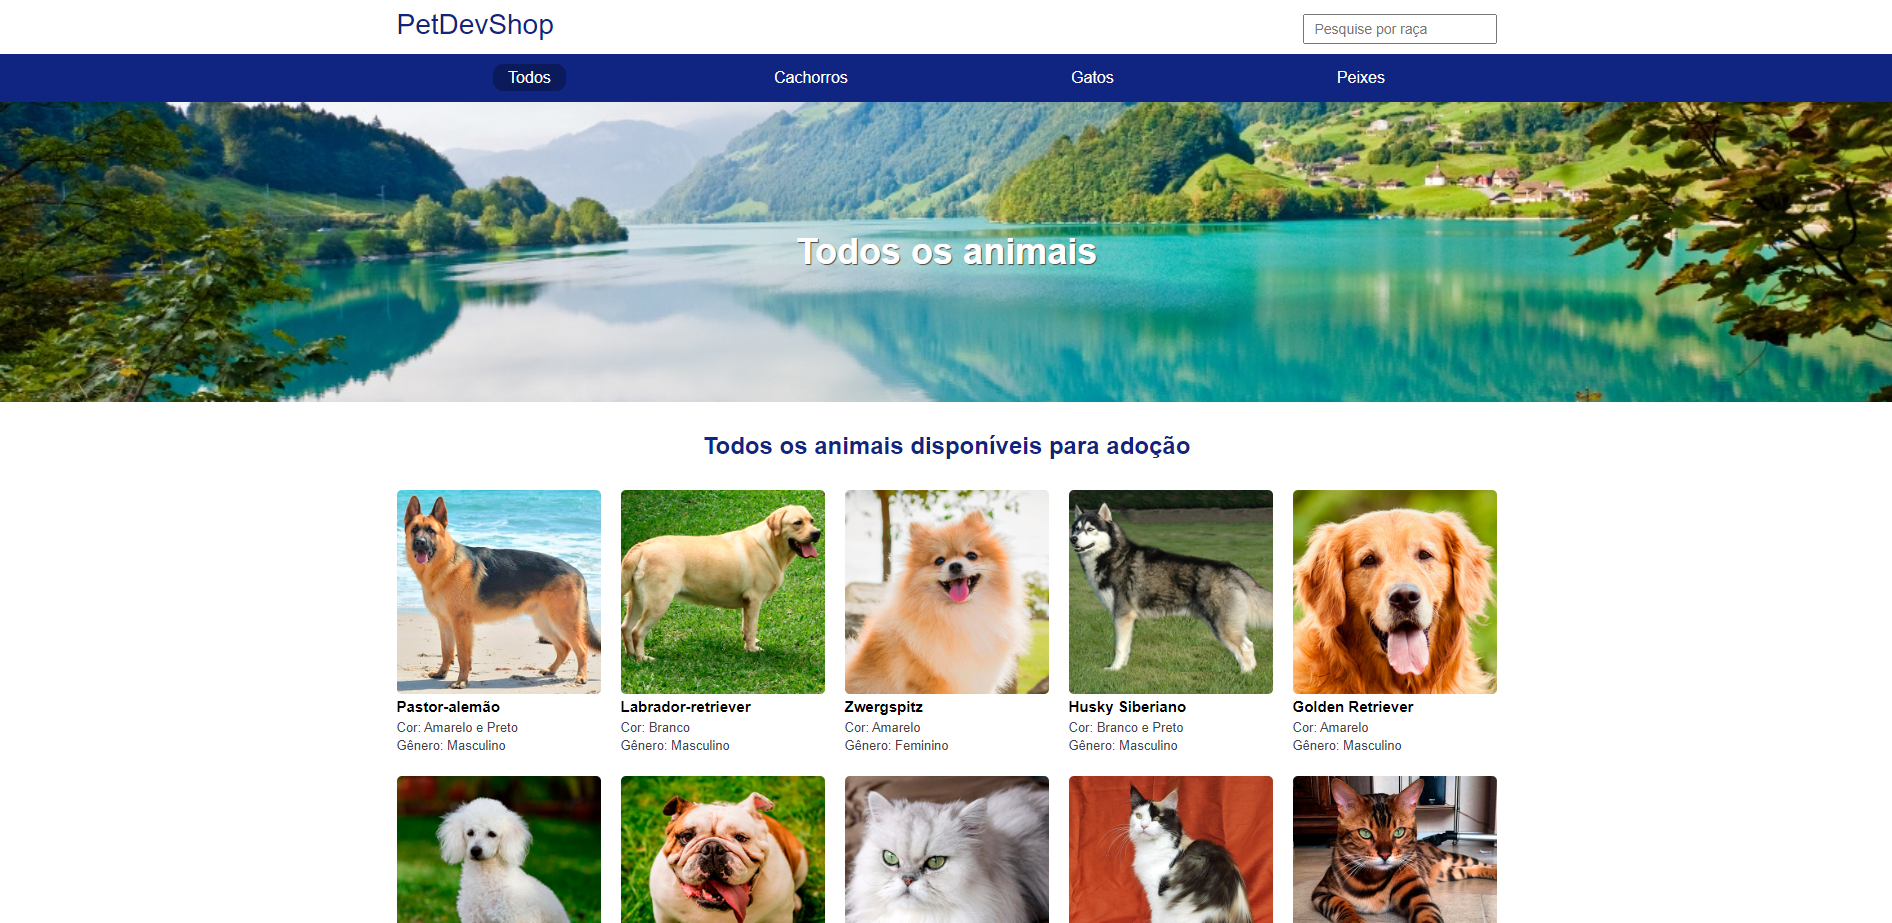 PetDevShop
Pesquise por raça
Todos
Cachorros
Gatos
Peixes
Todos os animais
Todos os animais disponíveis para adoção
Pastor-alemão
Cor: Amarelo e Preto
Gênero: Masculino
Labrador-retriever
Cor: Branco
Gênero: Masculino
Zwergspitz
Cor: Amarelo
Gênero: Feminino
Husky Siberiano
Cor: Branco e Preto
Gênero: Masculino
Golden Retriever
Cor: Amarelo
Gênero: Masculino